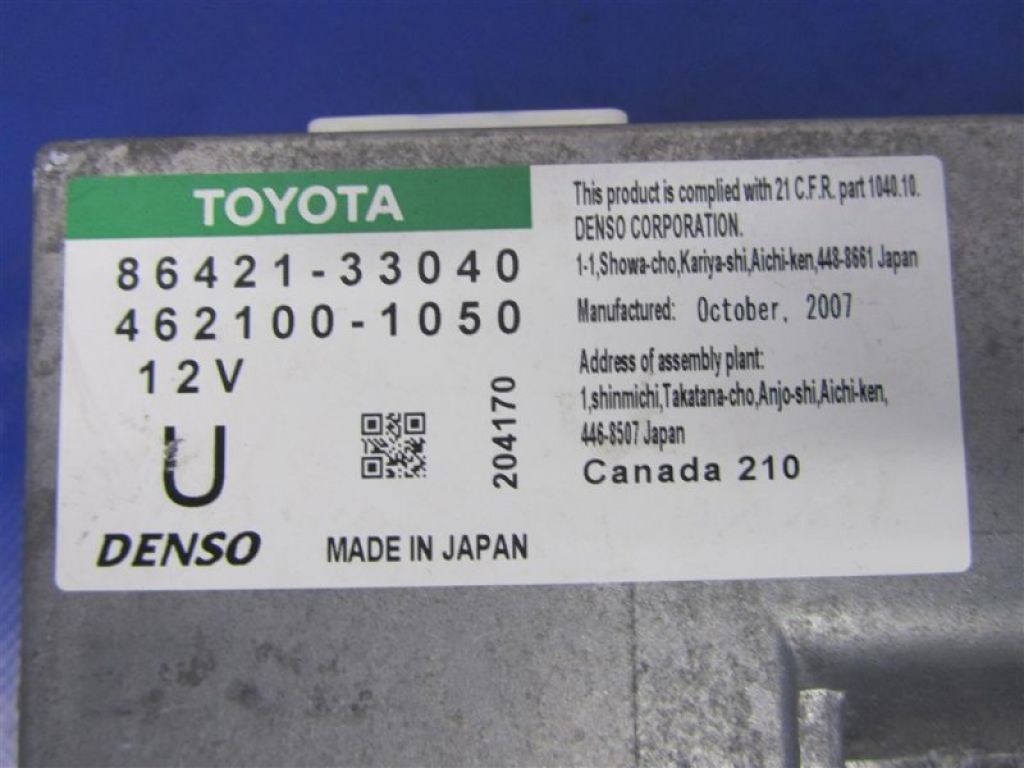 TOYOTA
86421-33040
462100-1050
12V
U
204170
DENSO
MADE IN JAPAN
This product is complied with 21 C.F.R. part 1040.10.
DENSO CORPORATION.
1-1,Showa-cho,Kariya-shi,Aichi-ken,448-8661 Japan
Manufactured: October, 2007
Address of assembly plant:
1,shinmichi,Takatana-cho,Anjo-shi,Aichi-ken,
446-8507 Japan
Canada 210